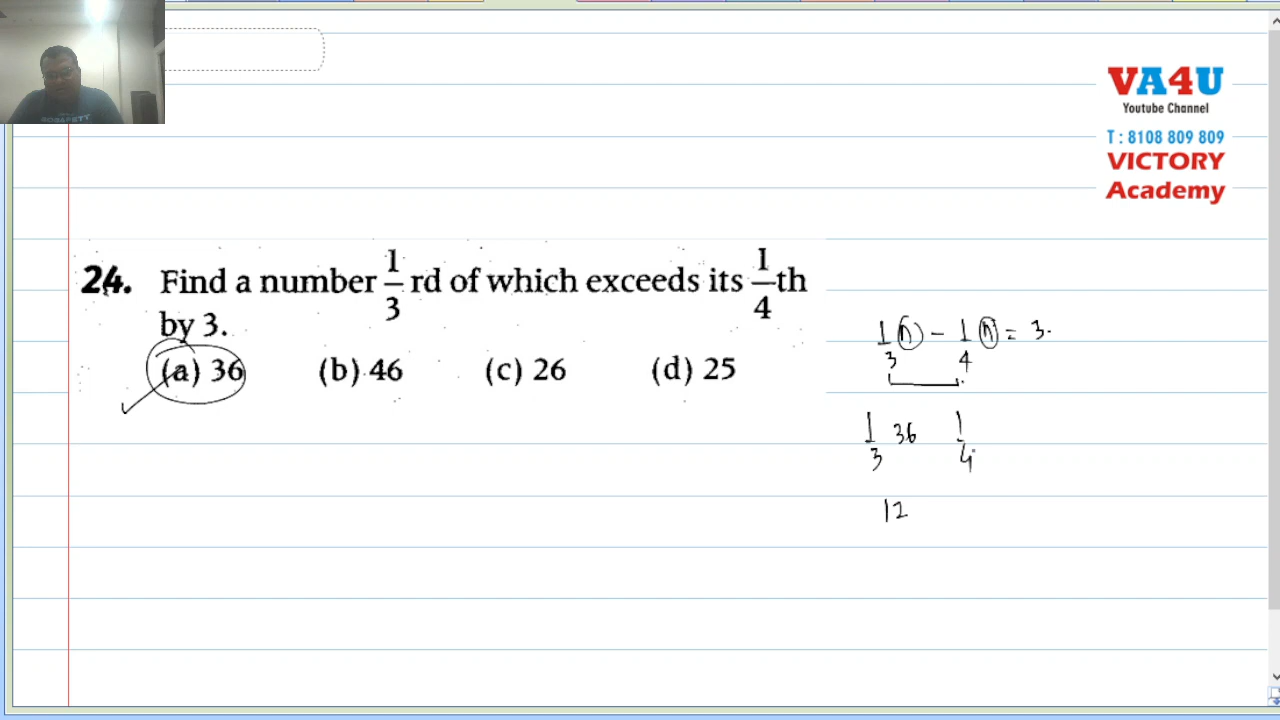 VA4U
Youtube Channel
T : 8108 809 809
VICTORY
Academy
24. Find a number 1/3 rd of which exceeds its 1/4 th
by 3.
(a) 36 (b) 46 (c) 26 (d) 25
1/3 (n) - 1/4 (n) = 3.
1/3 36 1/4
12